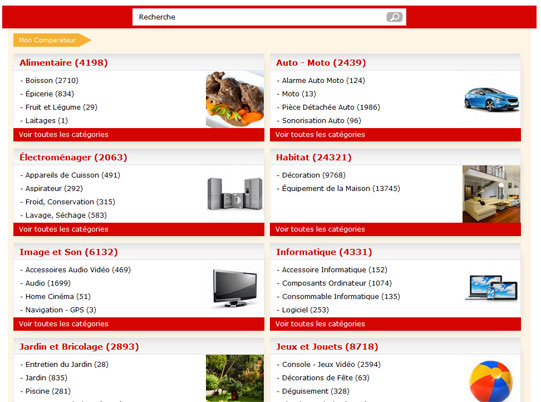 Recherche
Mon Comparateur
Alimentaire (4198)
- Boisson (2710)
- Épicerie (834)
- Fruit et Légume (29)
- Laitages (1)
Voir toutes les catégories
Auto - Moto (2439)
- Alarme Auto Moto (124)
- Moto (13)
- Pièce Détachée Auto (1986)
- Sonorisation Auto (96)
Voir toutes les catégories
Électroménager (2063)
- Appareils de Cuisson (491)
- Aspirateur (292)
- Froid, Conservation (315)
- Lavage, Séchage (583)
Voir toutes les catégories
Habitat (24321)
- Décoration (9768)
- Équipement de la Maison (13745)
Voir toutes les catégories
Image et Son (6132)
- Accessoires Audio Vidéo (469)
- Audio (1699)
- Home Cinéma (51)
- Navigation - GPS (3)
Voir toutes les catégories
Informatique (4331)
- Accessoire Informatique (152)
- Composants Ordinateur (1074)
- Consommable Informatique (135)
- Logiciel (253)
Voir toutes les catégories
Jardin et Bricolage (2893)
- Entretien du Jardin (28)
- Jardin (835)
- Piscine (281)
Jeux et Jouets (8718)
- Console - Jeux Vidéo (2594)
- Décorations de Fête (63)
- Déguisement (328)